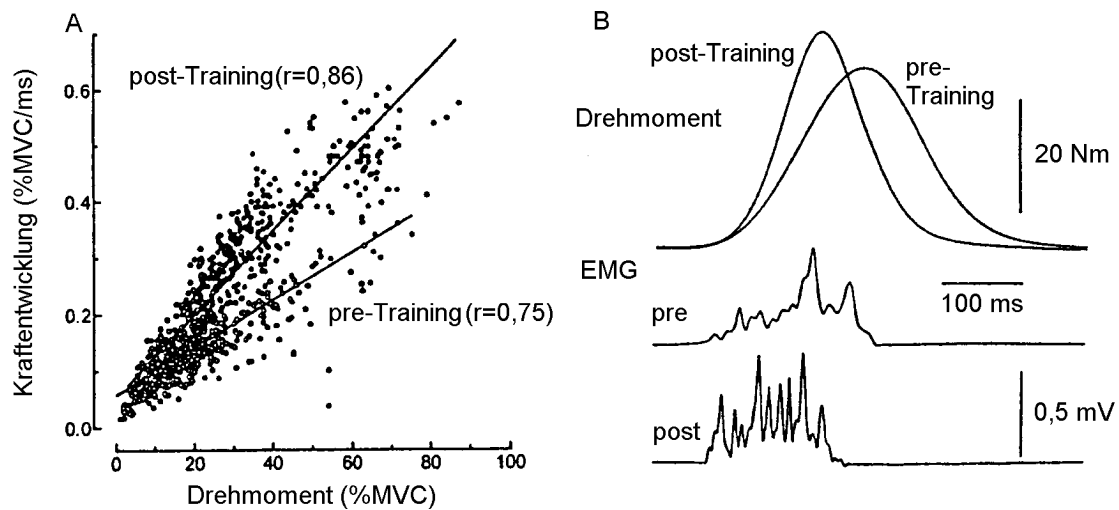 A
Kraftentwicklung (%MVC/ms)
0.6
0.4
0.2
0.0
post-Training (r=0,86)
pre-Training (r=0,75)
0 20 40 60 80 100
Drehmoment (%MVC)
B
post-Training
pre-
Training
Drehmoment
20 Nm
EMG
100 ms
pre
post
0,5 mV